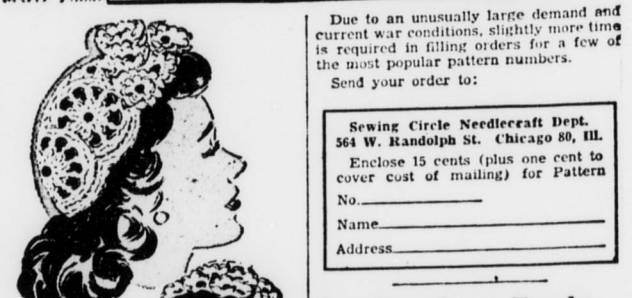 Due to an unusually large demand and
current war conditions, slightly more time
is required in filling orders for a few of
the most popular pattern numbers.
Send your order to:
Sewing Circle Needlecraft Dept.
564 W. Randolph St. Chicago 80, Ill.
Enclose 15 cents (plus one cent to
cover cost of mailing) for Pattern
No.
Name
Address